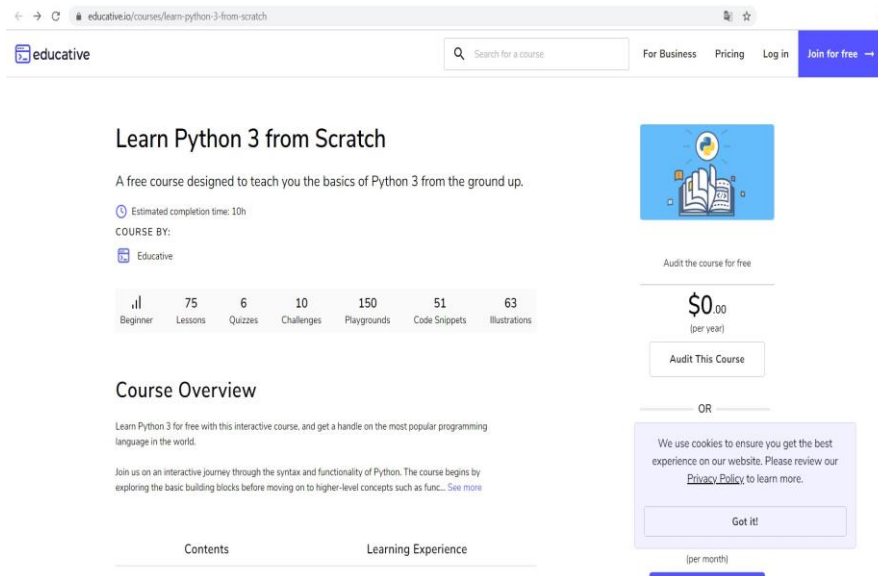 educative.io/courses/learn-python-3-from-scratch
educative
Search for a course
For Business
Pricing
Log in
Join for free →
Learn Python 3 from Scratch
A free course designed to teach you the basics of Python 3 from the ground up.
Estimated completion time: 10h
COURSE BY:
Educative
75 6 10 150 51 63
Beginner Lessons Quizzes Challenges Playgrounds Code Snippets Illustrations
Audit the course for free
$0.00
(per year)
Audit This Course
OR
Course Overview
Learn Python 3 for free with this interactive course, and get a handle on the most popular programming
language in the world.
Join us on an interactive journey through the syntax and functionality of Python. The course begins by
exploring the basic building blocks before moving on to higher-level concepts such as func... See more
Contents
Learning Experience
We use cookies to ensure you get the best
experience on our website. Please review our
Privacy Policy to learn more.
Got it!
(per month)